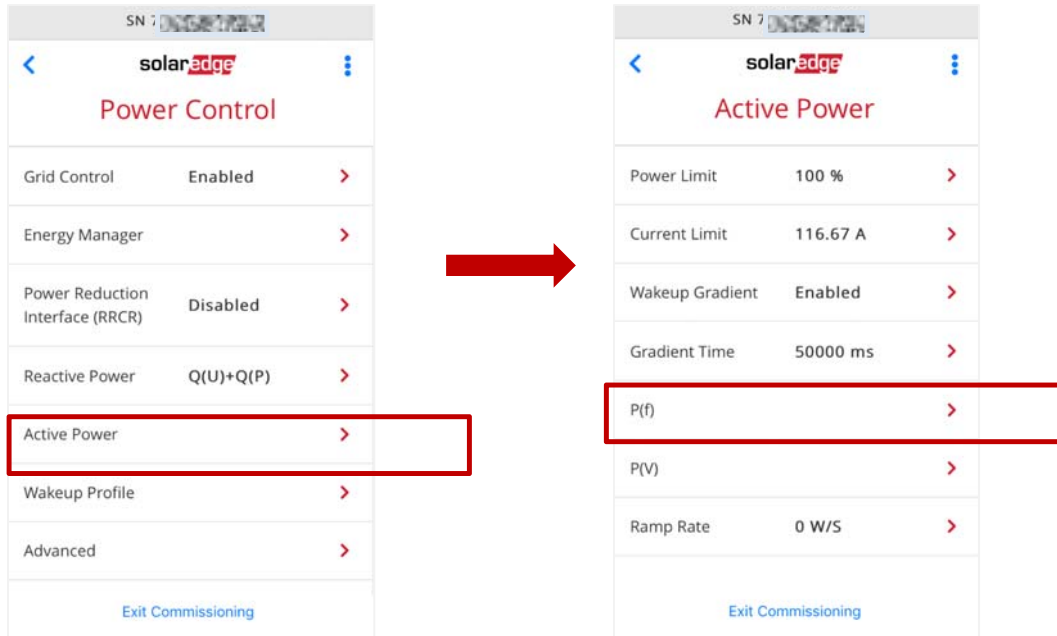 SN 7
solaredge
Power Control
Grid Control Enabled
Energy Manager
Power Reduction
Interface (RRCR) Disabled
Reactive Power Q(U)+Q(P)
Active Power
Wakeup Profile
Advanced
Exit Commissioning
SN 7
solaredge
Active Power
Power Limit 100 %
Current Limit 116.67 A
Wakeup Gradient Enabled
Gradient Time 50000 ms
P(f)
P(V)
Ramp Rate 0 W/S
Exit Commissioning